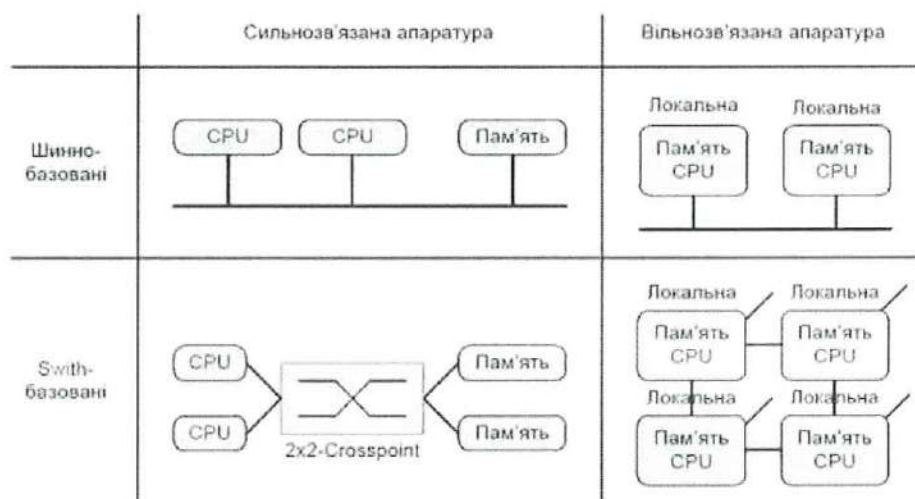 Сильнозв'язана апаратура
Вільнозв'язана апаратура
Шинно-
базовані
CPU
CPU
Пам'ять
Локальна
Локальна
Пам'ять
CPU
Пам'ять
CPU
Swith-
базовані
CPU
CPU
2x2-Crosspoint
Пам'ять
Пам'ять
Локальна
Локальна
Пам'ять
CPU
Пам'ять
CPU
Локальна
Локальна
Пам'ять
CPU
Пам'ять
CPU